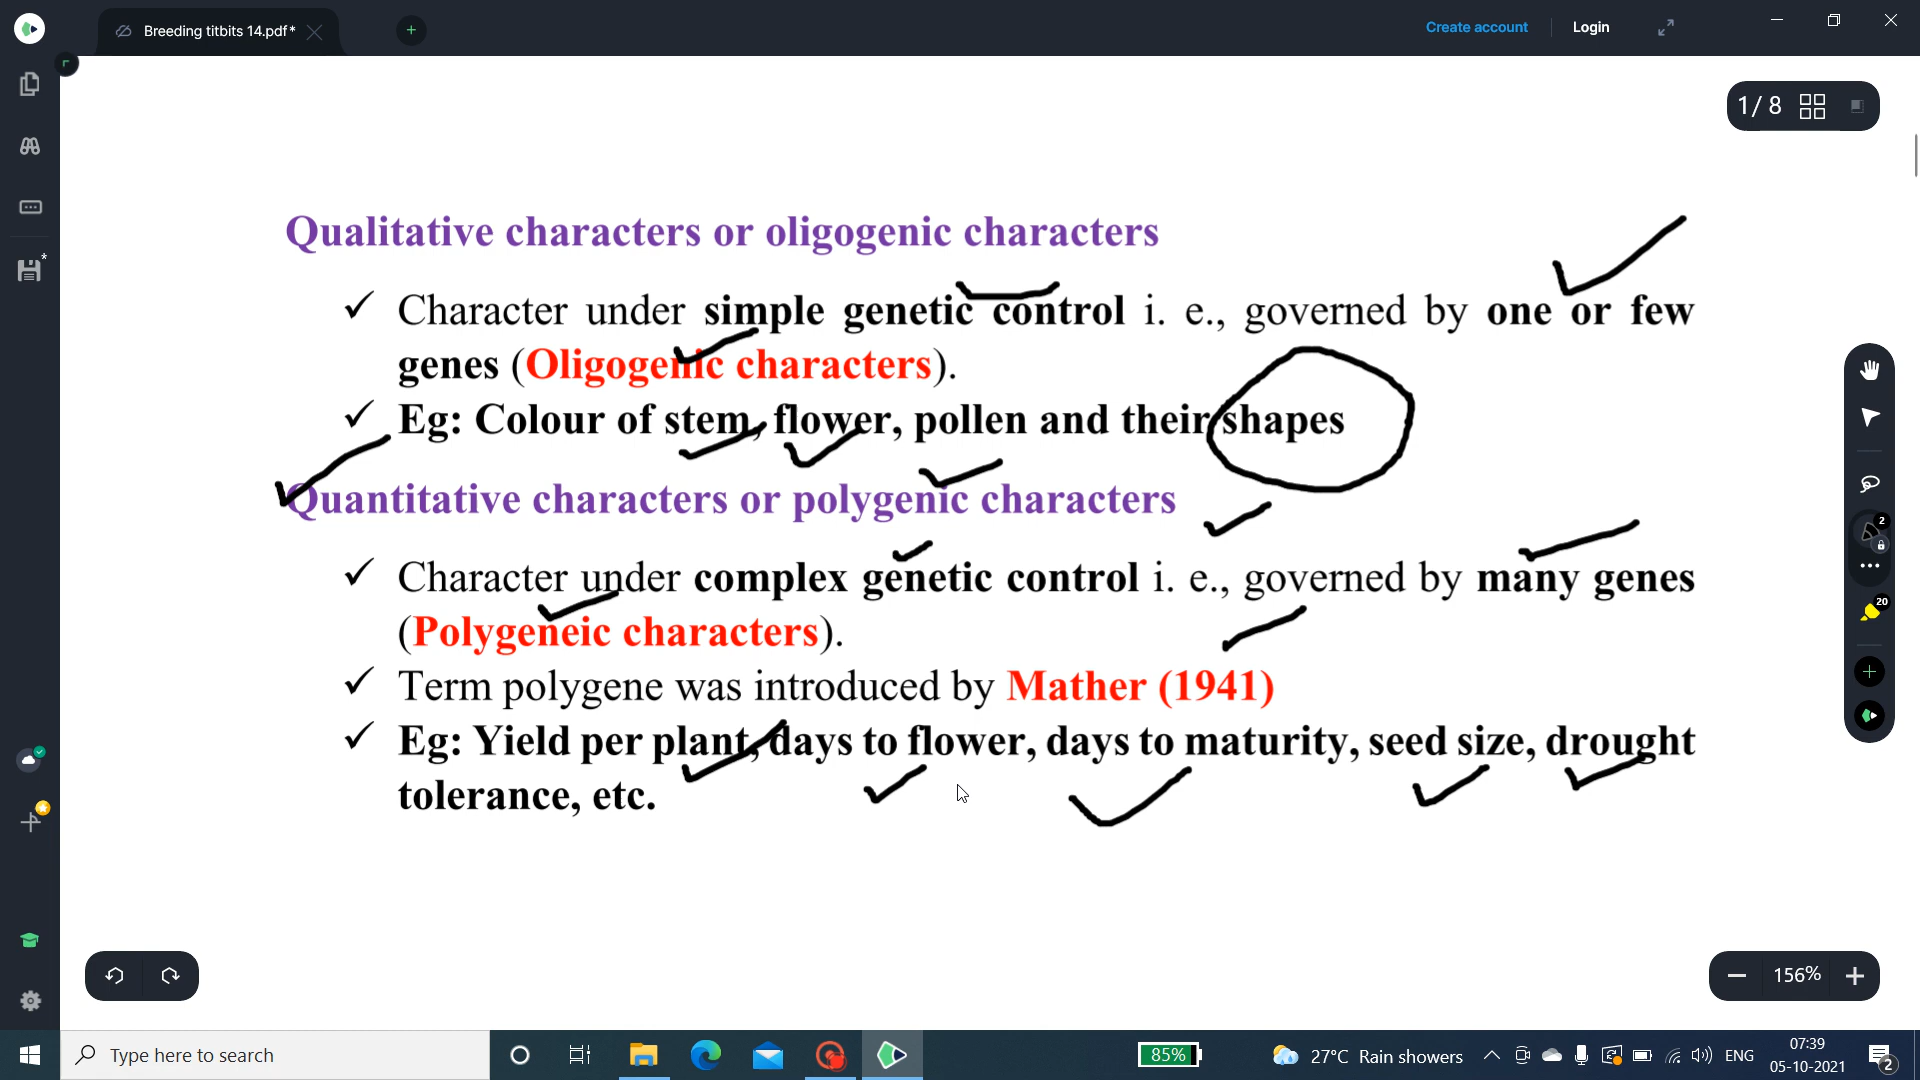 Breeding titbits 14.pdf*
Create account
Login
1/ 8
Qualitative characters or oligogenic characters
✓ Character under simple genetic control i. e., governed by one or few
genes (Oligogenic characters).
✓ Eg: Colour of stem, flower, pollen and their shapes
Quantitative characters or polygenic characters
✓ Character under complex genetic control i. e., governed by many genes
(Polygeneic characters).
✓ Term polygene was introduced by Mather (1941)
✓ Eg: Yield per plant, days to flower, days to maturity, seed size, drought
tolerance, etc.
2
20
156%
Type here to search
85%
27°C Rain showers
ENG
07:39
05-10-2021
2